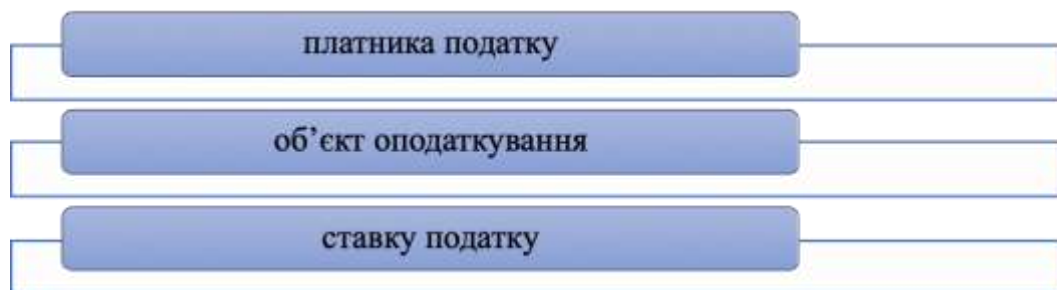 платника податку
об’єкт оподаткування
ставку податку